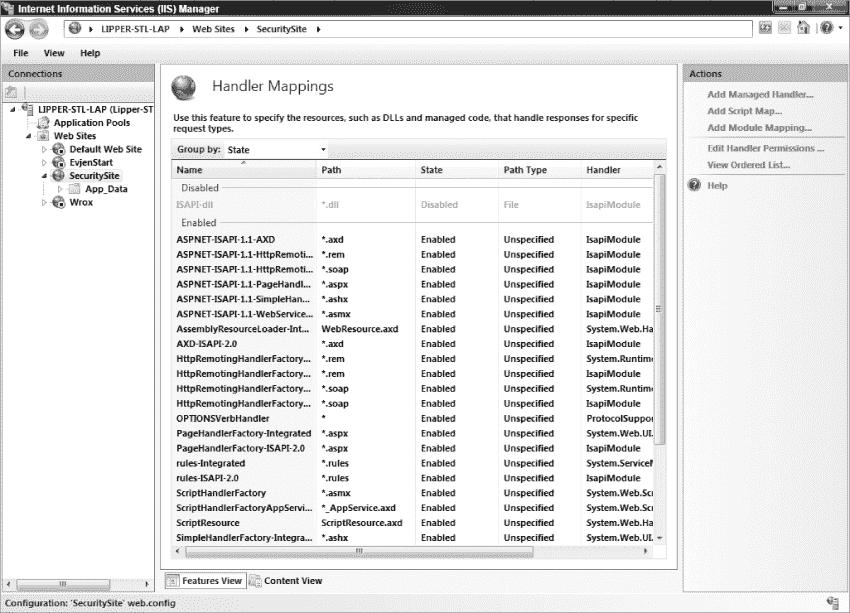 Internet Information Services (IIS) Manager
LIPPER-STL-LAP Web Sites SecuritySite
File View Help
Connections
LIPPER-STL-LAP (Lipper-ST
Application Pools
Web Sites
Default Web Site
EvjenStart
SecuritySite
App_Data
Wrox
Handler Mappings
Use this feature to specify the resources, such as DLLs and managed code, that handle responses for specific
request types.
Group by: State
Name Path State Path Type Handler
Disabled
ISAPI-dll *.dll Disabled File IsapiModule
Enabled
ASPNET-ISAPI-1.1-AXD *.axd Enabled Unspecified IsapiModule
ASPNET-ISAPI-1.1-HttpRemoti... *.rem Enabled Unspecified IsapiModule
ASPNET-ISAPI-1.1-HttpRemoti... *.soap Enabled Unspecified IsapiModule
ASPNET-ISAPI-1.1-PageHandl... *.aspx Enabled Unspecified IsapiModule
ASPNET-ISAPI-1.1-SimpleHan... *.ashx Enabled Unspecified IsapiModule
ASPNET-ISAPI-1.1-WebService... *.asmx Enabled Unspecified IsapiModule
AssemblyResourceLoader-Int... WebResource.axd Enabled Unspecified System.Web.Ha
AXD-ISAPI-2.0 *.axd Enabled Unspecified IsapiModule
HttpRemotingHandlerFactory... *.rem Enabled Unspecified System.Runtim
HttpRemotingHandlerFactory... *.rem Enabled Unspecified IsapiModule
HttpRemotingHandlerFactory... *.soap Enabled Unspecified System.Runtim
HttpRemotingHandlerFactory... *.soap Enabled Unspecified IsapiModule
OPTIONSVerbHandler * Enabled Unspecified ProtocolSuppor
PageHandlerFactory-Integrated *.aspx Enabled Unspecified System.Web.UI.
PageHandlerFactory-ISAPI-2.0 *.aspx Enabled Unspecified IsapiModule
rules-Integrated *.rules Enabled Unspecified System.ServiceM
rules-ISAPI-2.0 *.rules Enabled Unspecified IsapiModule
ScriptHandlerFactory *.asmx Enabled Unspecified System.Web.Scr
ScriptHandlerFactoryAppServi... *_AppService.axd Enabled Unspecified System.Web.Scr
ScriptResource ScriptResource.axd Enabled Unspecified System.Web.Ha
SimpleHandlerFactory-Integra... *.ashx Enabled Unspecified System.Web.UI.
Features View Content View
Actions
Add Managed Handler...
Add Script Map...
Add Module Mapping...
Edit Handler Permissions ...
View Ordered List...
Help
Configuration: 'SecuritySite' web.config